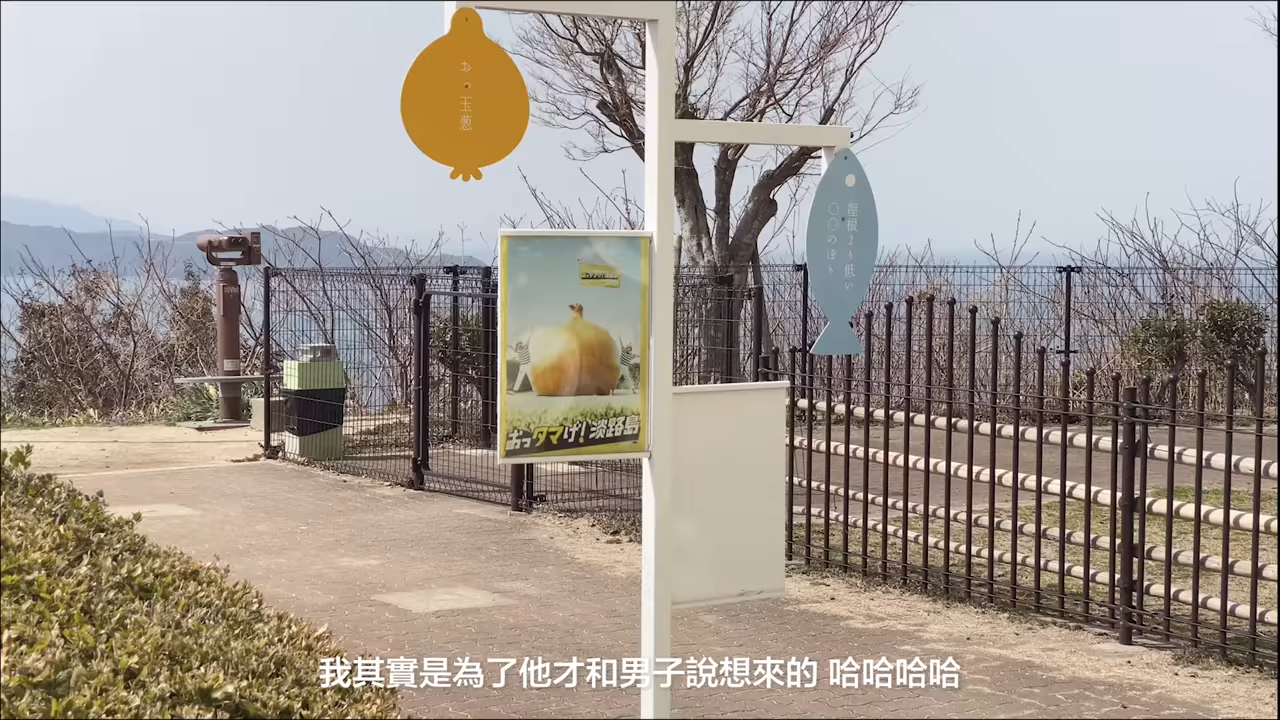 お・玉葱
屋根より低い
〇〇のぼり
おっタマげ!淡路島
我其實是為了他才和男子說想來的 哈哈哈哈